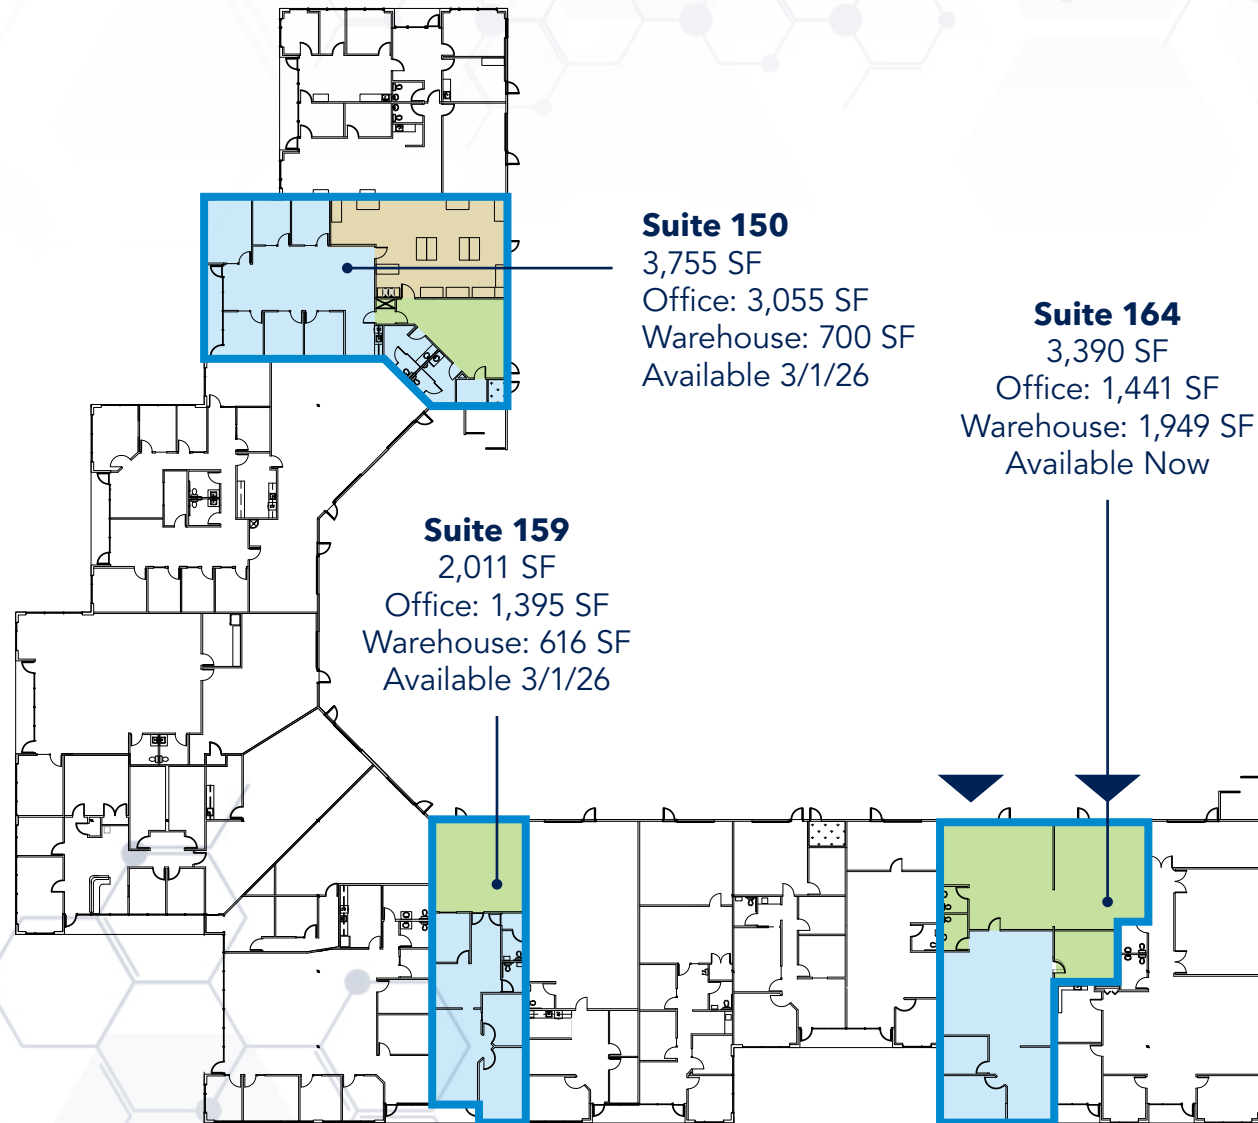 Suite 150
3,755 SF
Office: 3,055 SF
Warehouse: 700 SF
Available 3/1/26
Suite 164
3,390 SF
Office: 1,441 SF
Warehouse: 1,949 SF
Available Now
Suite 159
2,011 SF
Office: 1,395 SF
Warehouse: 616 SF
Available 3/1/26